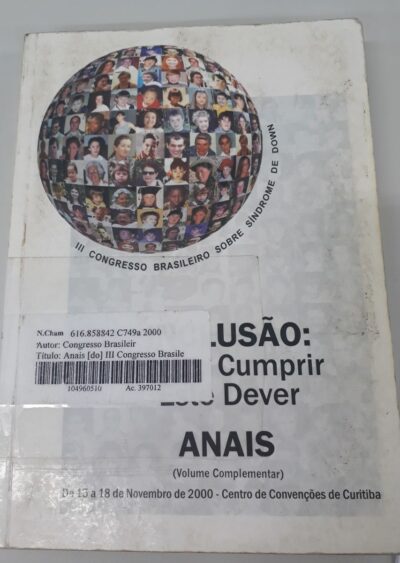 III CONGRESSO BRASILEIRO SOBRE SÍNDROME DE DOWN
N.Cham 616.858842 C749a 2000
Autor: Congresso Brasileir
Título: Anais [do] III Congresso Brasile
104960510 Ac. 397012
LUSÃO:
Cumprir
Este Dever
ANAIS
(Volume Complementar)
De 13 a 18 de Novembro de 2000 - Centro de Convenções de Curitiba